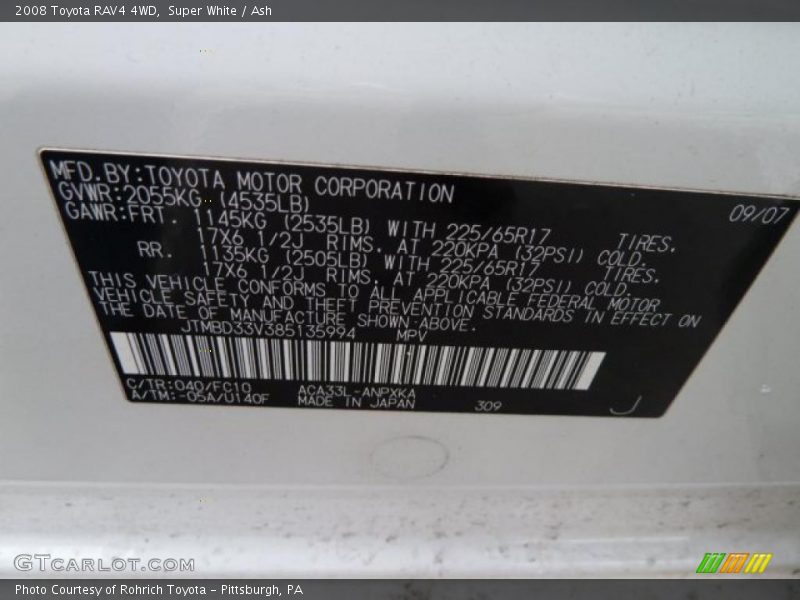 2008 Toyota RAV4 4WD,  Super White / Ash
MFD.BY:TOYOTA MOTOR CORPORATION 09/07
GVWR:2055KG (4535LB)
GAWR:FRT. 1145KG (2535LB) WITH 225/65R17 TIRES.
17X6 1/2J RIMS. AT 220KPA (32PSI) COLD.
RR. 1135KG (2505LB) WITH 225/65R17 TIRES.
17X6 1/2J RIMS. AT 220KPA (32PSI) COLD.
THIS VEHICLE CONFORMS TO ALL APPLICABLE FEDERAL MOTOR
VEHICLE SAFETY AND THEFT PREVENTION STANDARDS IN EFFECT ON
THE DATE OF MANUFACTURE SHOWN ABOVE.
JTMBD33V385135994 MPV
C/TR:040/FC10 ACA33L-ANPXKA
A/TM:-05A/U140F MADE IN JAPAN 309 J
GTCARLOT.COM
Photo Courtesy of Rohrich Toyota - Pittsburgh, PA